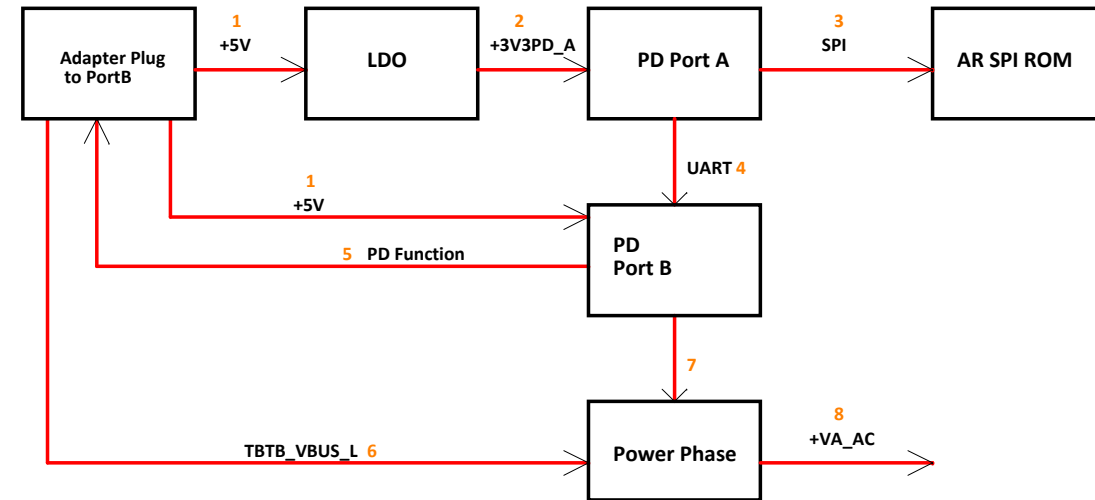 1
+5V
2
+3V3PD_A
3
SPI
Adapter Plug
to PortB
LDO
PD Port A
AR SPI ROM
UART 4
1
+5V
5 PD Function
PD
Port B
7
TBTB_VBUS_L 6
Power Phase
8
+VA_AC